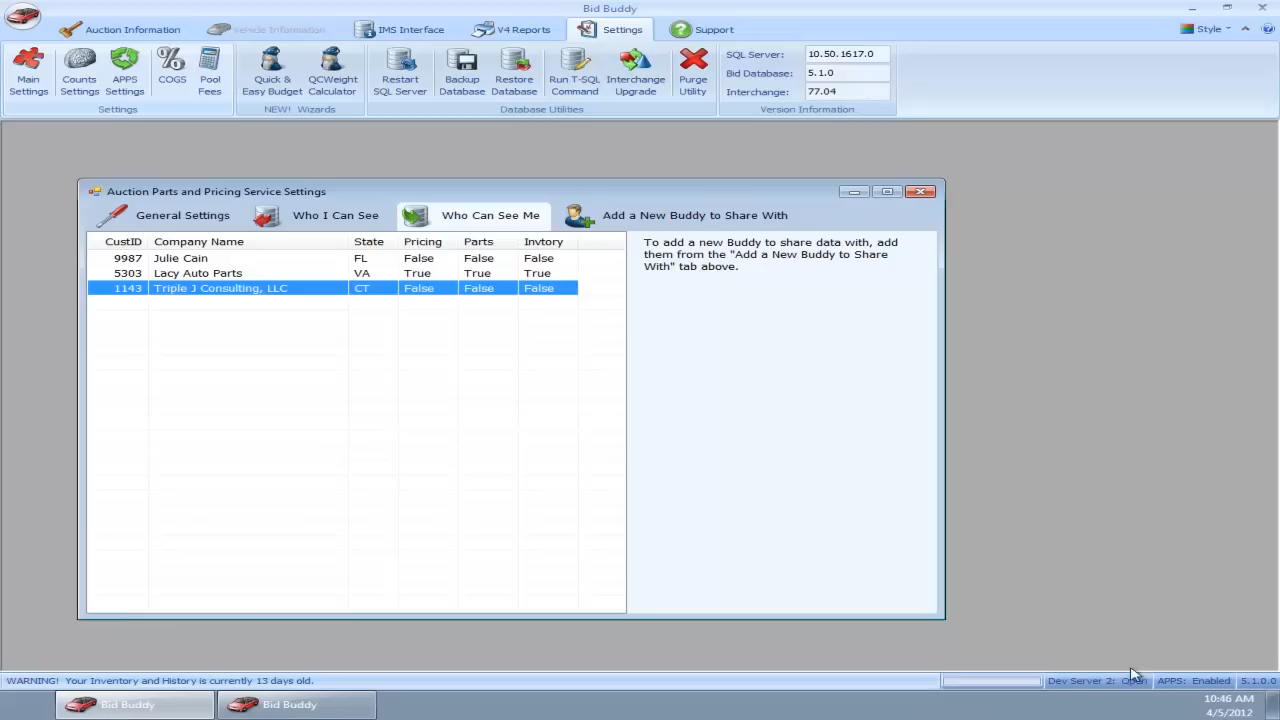 Bid Buddy
Auction Information Vehicle Information IMS Interface V4 Reports Settings Support Style
Main Settings Counts Settings APPS Settings COGS Pool Fees
Settings
Quick & Easy Budget QCWeight Calculator
NEW! Wizards
Restart SQL Server Backup Database Restore Database Run T-SQL Command Interchange Upgrade Purge Utility
Database Utilities
SQL Server: 10.50.1617.0
Bid Database: 5.1.0
Interchange: 77.04
Version Information
Auction Parts and Pricing Service Settings
General Settings Who I Can See Who Can See Me Add a New Buddy to Share With
CustID Company Name State Pricing Parts Invtory
9987 Julie Cain FL False False False
5303 Lacy Auto Parts VA True True True
1143 Triple J Consulting, LLC CT False False False
To add a new Buddy to share data with, add
them from the "Add a New Buddy to Share
With" tab above.
WARNING! Your Inventory and History is currently 13 days old. Dev Server 2: Open APPS: Enabled 5.1.0.0
Bid Buddy Bid Buddy
10:46 AM
4/5/2012